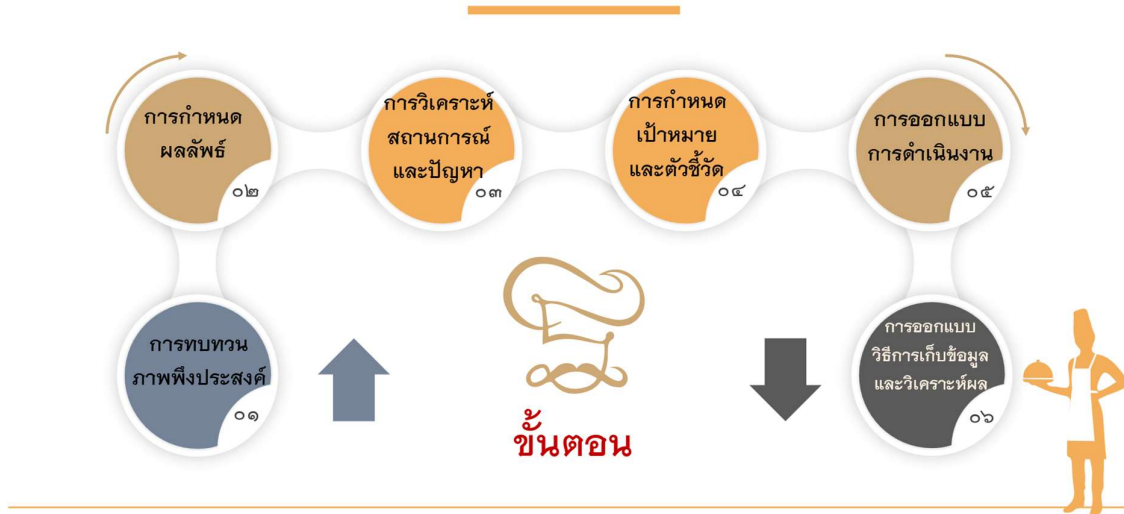 การทบทวน
ภาพพึงประสงค์
๐๑
การกำหนด
ผลลัพธ์
๐๒
การวิเคราะห์
สถานการณ์
และปัญหา
๐๓
การกำหนด
เป้าหมาย
และตัวชี้วัด
๐๔
การออกแบบ
การดำเนินงาน
๐๕
การออกแบบ
วิธีการเก็บข้อมูล
และวิเคราะห์ผล
๐๖
ขั้นตอน